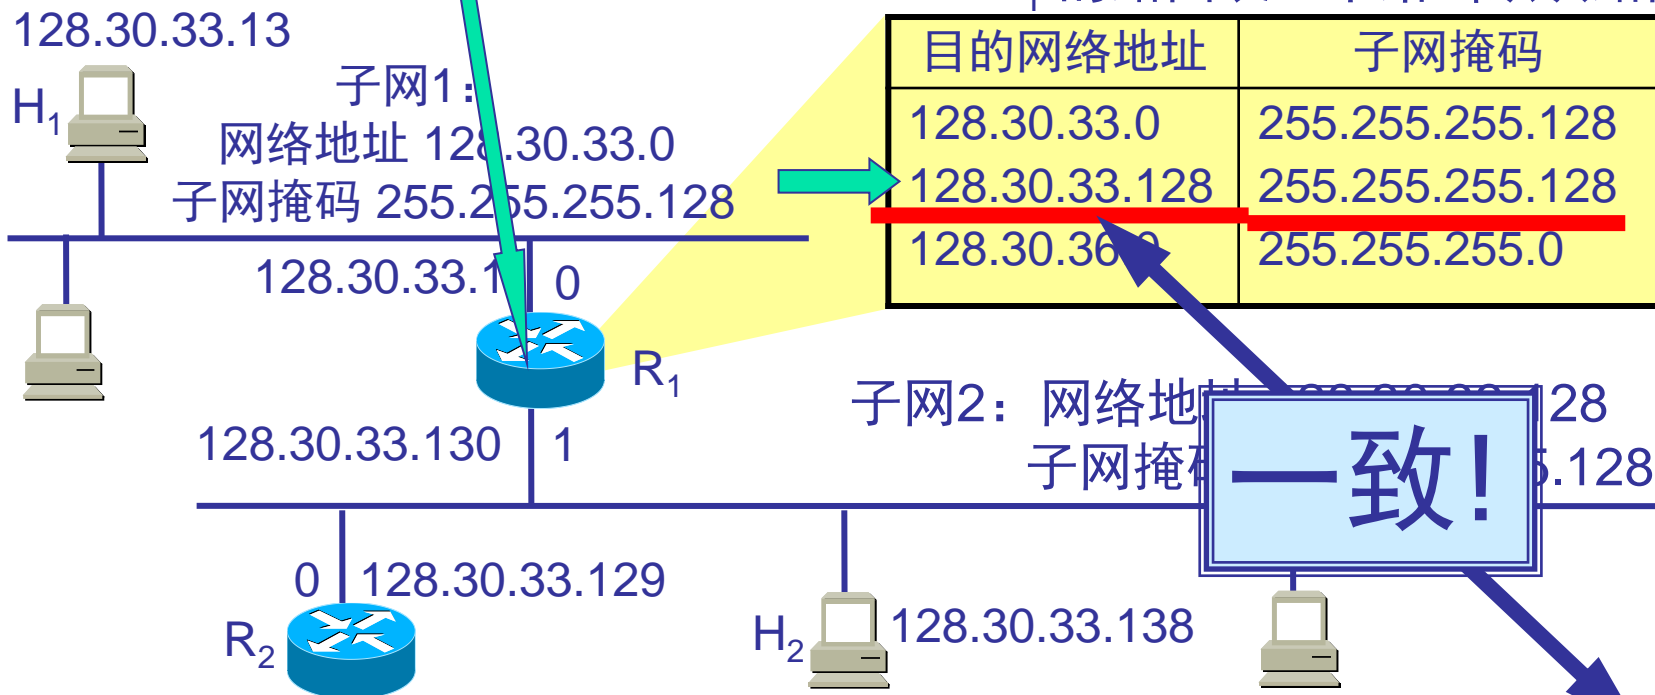 128.30.33.13
H1
子网1：
网络地址 128.30.33.0
子网掩码 255.255.255.128
目的网络地址 子网掩码
128.30.33.0 255.255.255.128
128.30.33.128 255.255.255.128
128.30.36.0 255.255.255.0
128.30.33.1 0
R1
128.30.33.130 1
子网2：网络地 128
子网掩 .128
一致!
0 128.30.33.129
R2
H2 128.30.33.138